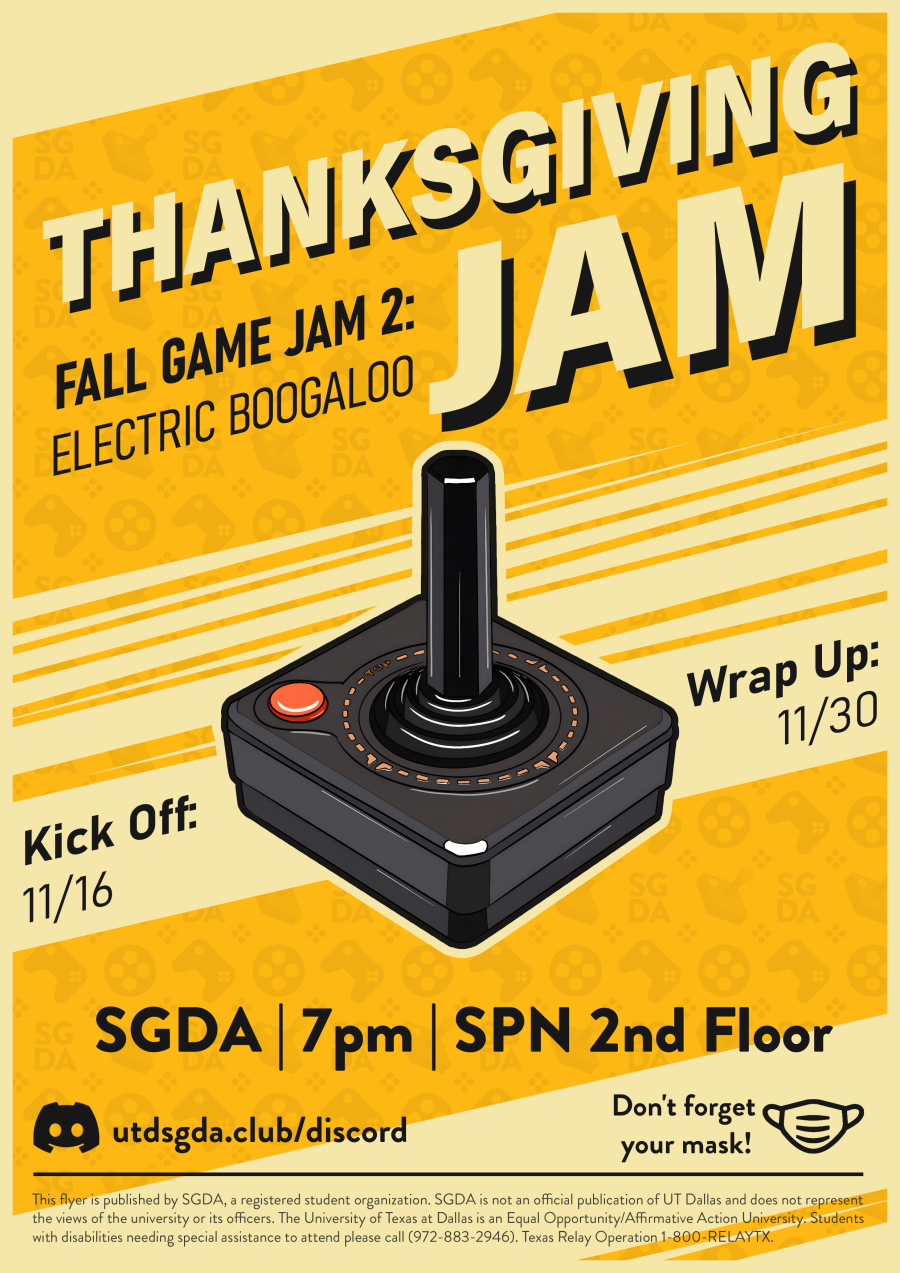 THANKSGIVING
JAM
FALL GAME JAM 2:
ELECTRIC BOOGALOO
TOP
Wrap Up:
11/30
Kick Off:
11/16
SGDA | 7pm | SPN 2nd Floor
utdsgda.club/discord
Don't forget
your mask!
This flyer is published by SGDA, a registered student organization. SGDA is not an official publication of UT Dallas and does not represent
the views of the university or its officers. The University of Texas at Dallas is an Equal Opportunity/Affirmative Action University. Students
with disabilities needing special assistance to attend please call (972-883-2946). Texas Relay Operation 1-800-RELAYTX.